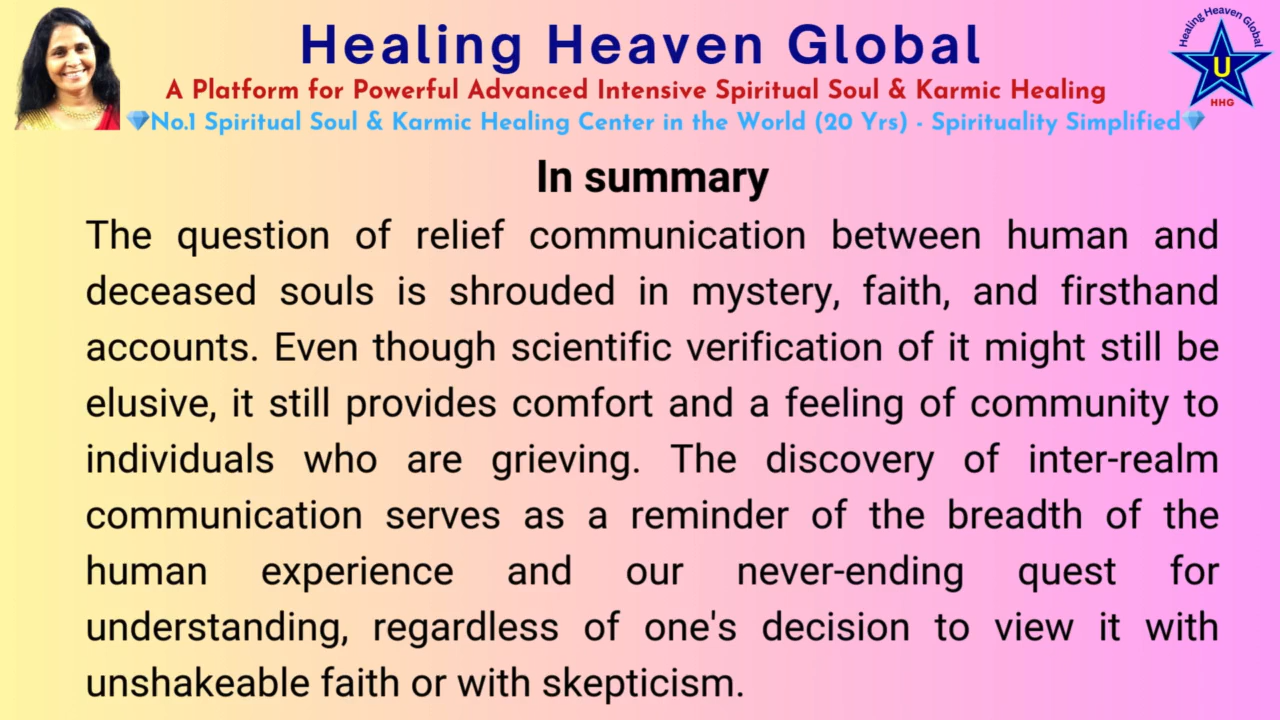 Healing Heaven Global
A Platform for Powerful Advanced Intensive Spiritual Soul & Karmic Healing
💎No.1 Spiritual Soul & Karmic Healing Center in the World (20 Yrs) - Spirituality Simplified💎
Healing Heaven Global
U
HHG
In summary
The question of relief communication between human and
deceased souls is shrouded in mystery, faith, and firsthand
accounts. Even though scientific verification of it might still be
elusive, it still provides comfort and a feeling of community to
individuals who are grieving. The discovery of inter-realm
communication serves as a reminder of the breadth of the
human experience and our never-ending quest for
understanding, regardless of one's decision to view it with
unshakeable faith or with skepticism.